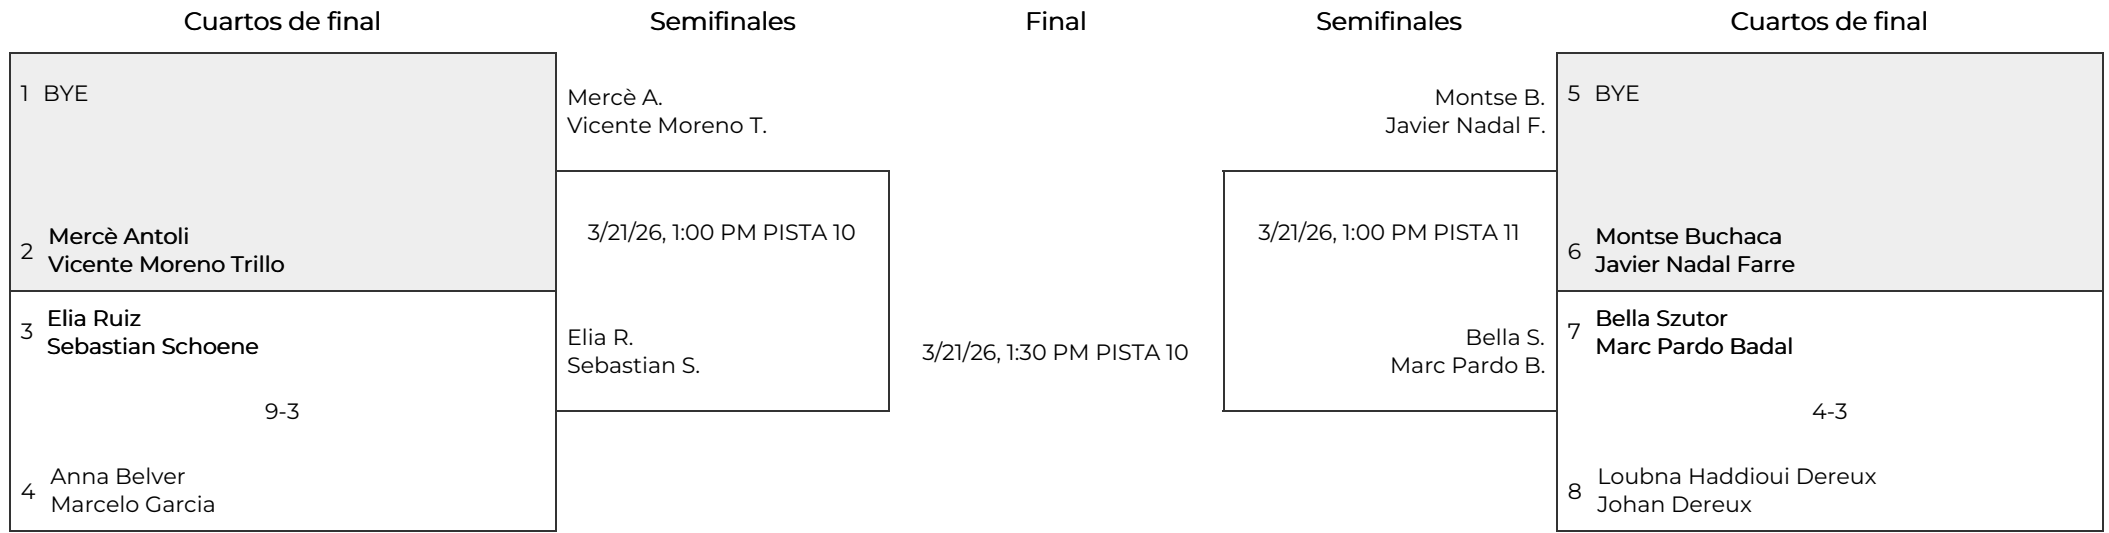 Cuartos de final
Semifinales
Final
Semifinales
Cuartos de final
1 BYE
2 Mercè Antoli
Vicente Moreno Trillo
3 Elia Ruiz
Sebastian Schoene
9-3
4 Anna Belver
Marcelo Garcia
Mercè A.
Vicente Moreno T.
3/21/26, 1:00 PM PISTA 10
Elia R.
Sebastian S.
3/21/26, 1:30 PM PISTA 10
Montse B.
Javier Nadal F.
3/21/26, 1:00 PM PISTA 11
Bella S.
Marc Pardo B.
5 BYE
6 Montse Buchaca
Javier Nadal Farre
7 Bella Szutor
Marc Pardo Badal
4-3
8 Loubna Haddioui Dereux
Johan Dereux